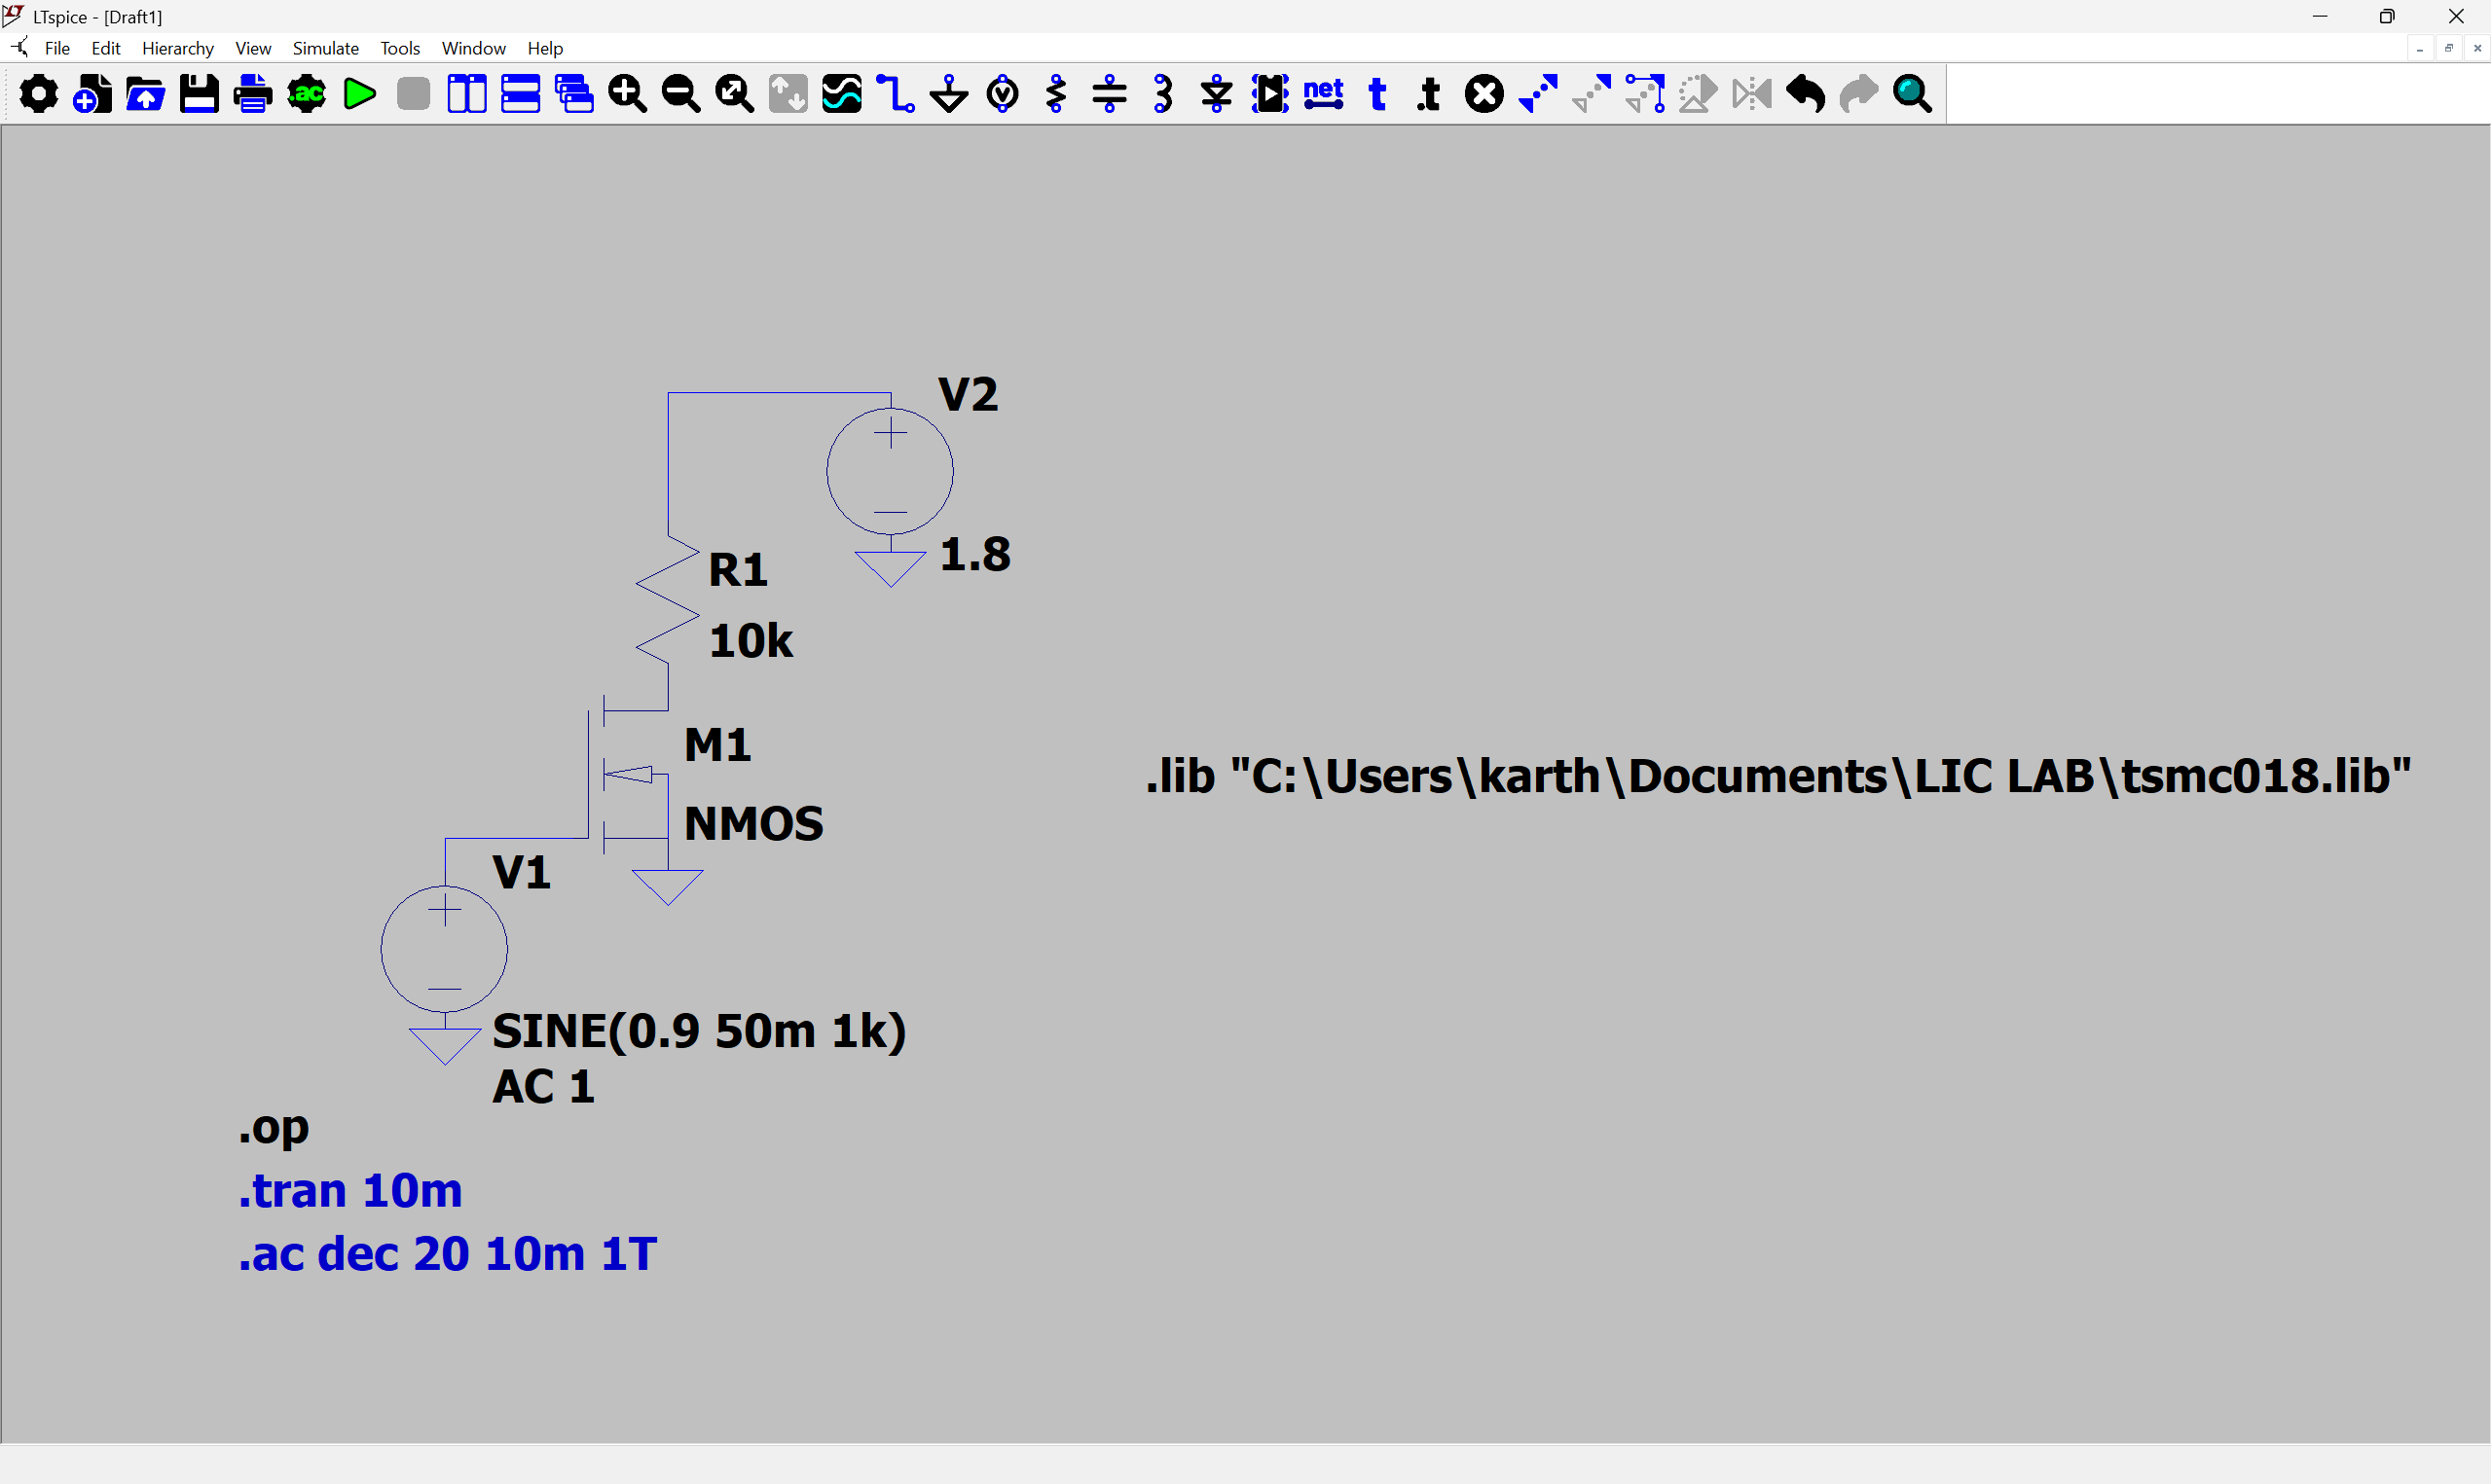 LTspice - [Draft1]
File Edit Hierarchy View Simulate Tools Window Help
.ac net t .t
V2
1.8
R1
10k
M1
NMOS
.lib "C:\Users\karth\Documents\LIC LAB\tsmc018.lib"
V1
SINE(0.9 50m 1k)
AC 1
.op
.tran 10m
.ac dec 20 10m 1T